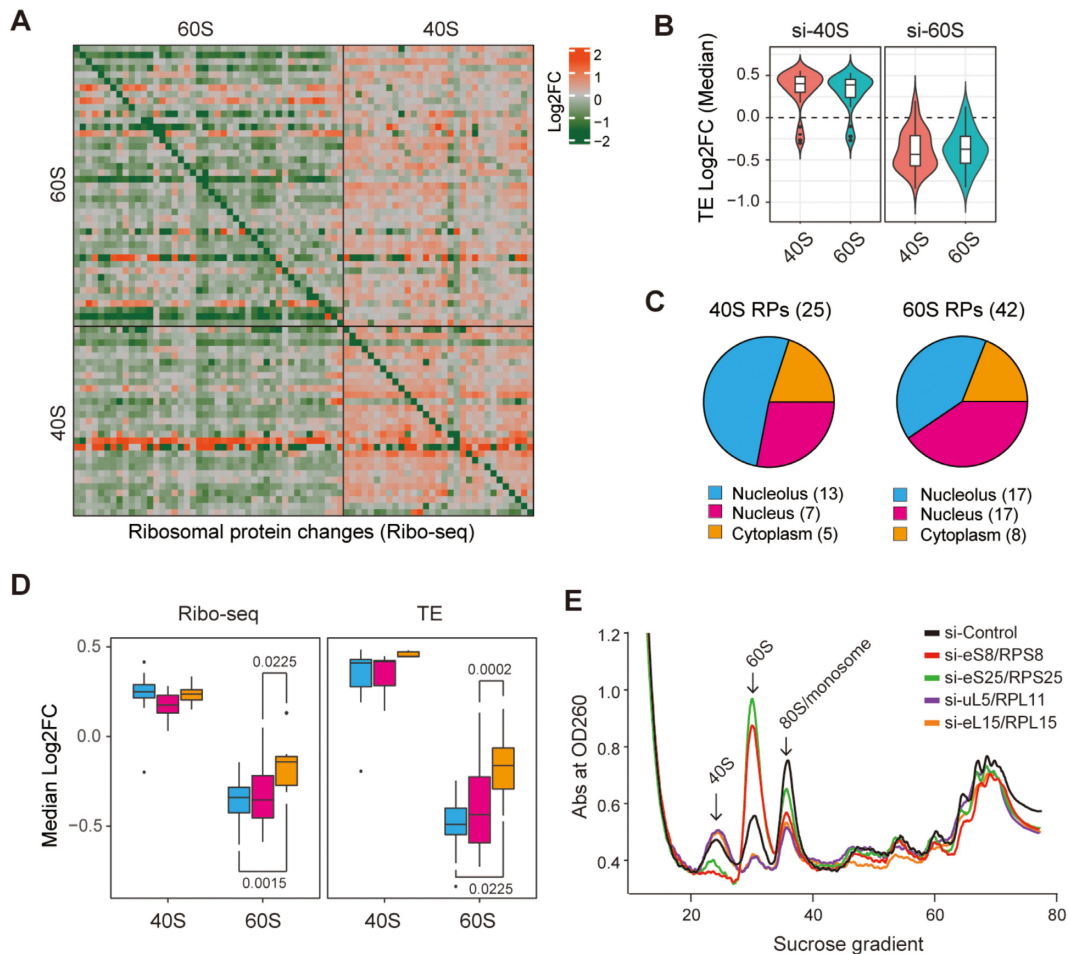 A
60S
40S
60S
40S
Ribosomal protein changes (Ribo-seq)
Log2FC
2
1
0
−1
−2
B
si-40S
si-60S
TE Log2FC (Median)
0.5
0.0
−0.5
−1.0
40S
60S
40S
60S
C
40S RPs (25)
60S RPs (42)
Nucleolus (13)
Nucleus (7)
Cytoplasm (5)
Nucleolus (17)
Nucleus (17)
Cytoplasm (8)
D
Ribo-seq
TE
Median Log2FC
0.5
0.0
−0.5
0.0225
0.0015
0.0002
0.0225
40S
60S
40S
60S
E
Abs at OD260
1.2
1.0
0.8
0.6
0.4
40S
60S
80S/monosome
si-Control
si-eS8/RPS8
si-eS25/RPS25
si-uL5/RPL11
si-eL15/RPL15
20
40
60
80
Sucrose gradient